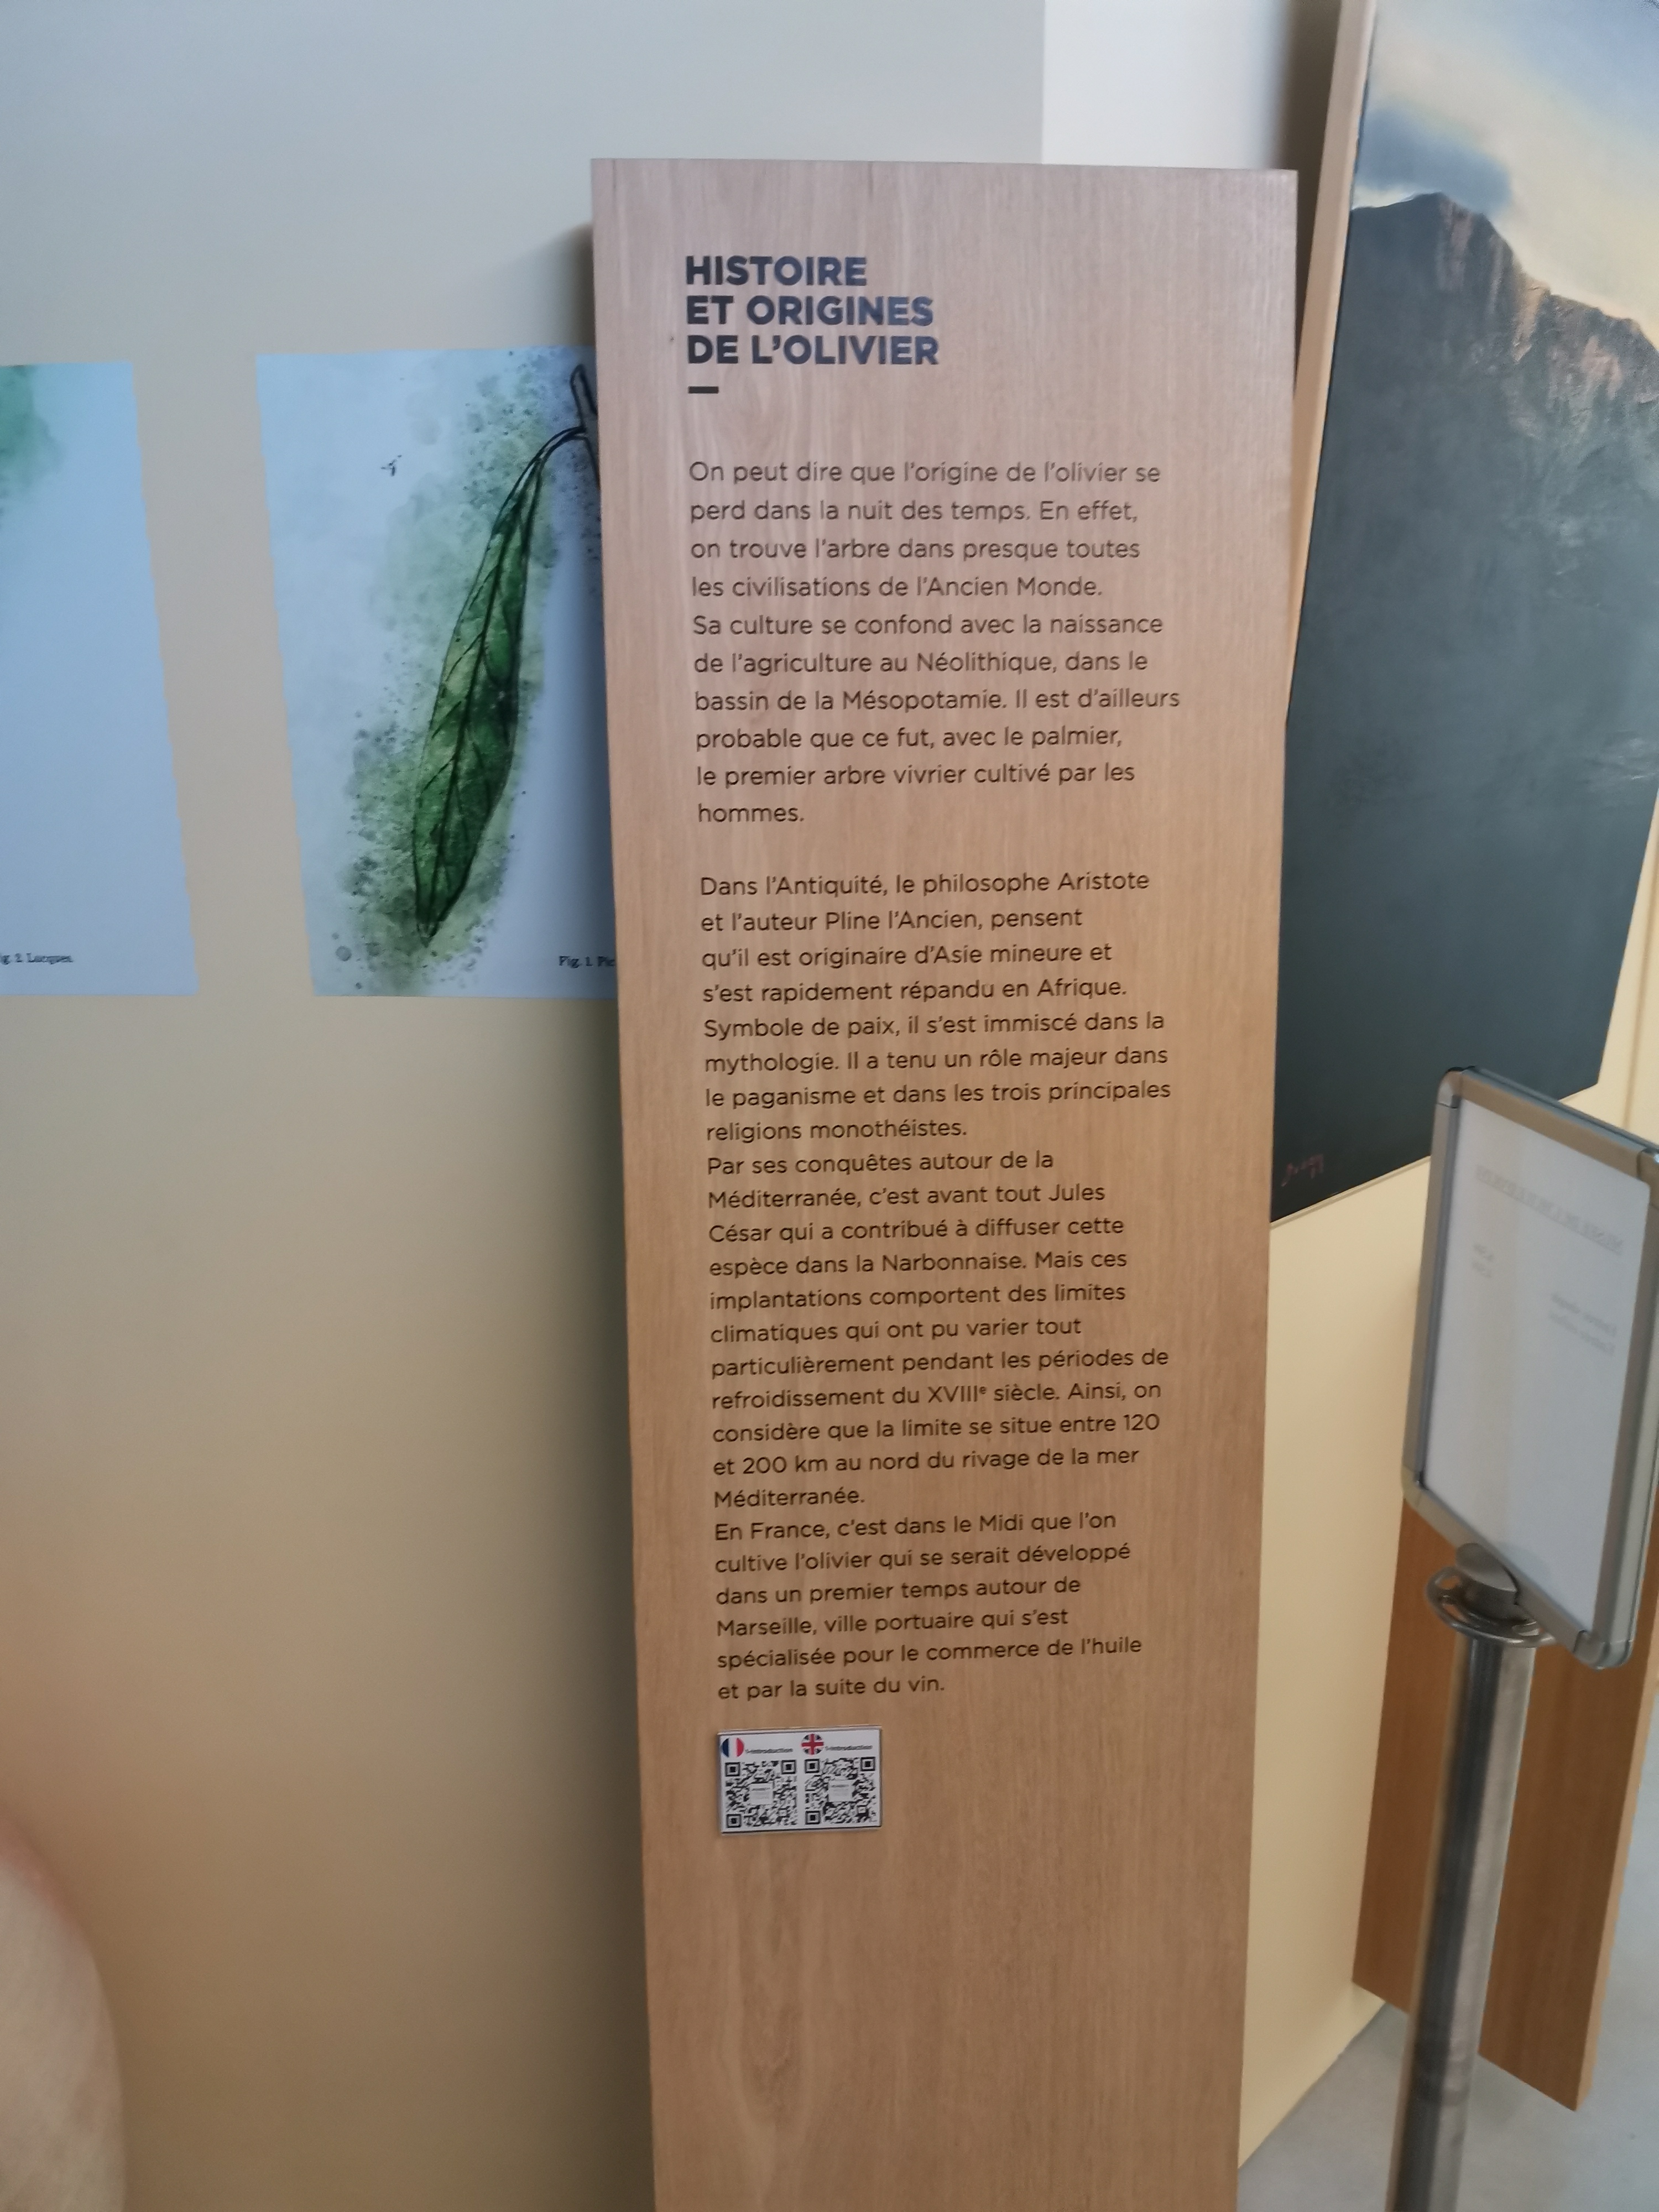 HISTOIRE
ET ORIGINES
DE L'OLIVIER
On peut dire que l'origine de l'olivier se
perd dans la nuit des temps. En effet,
on trouve l'arbre dans presque toutes
les civilisations de l'Ancien Monde.
Sa culture se confond avec la naissance
de l'agriculture au Néolithique, dans le
bassin de la Mésopotamie. Il est d'ailleurs
probable que ce fut, avec le palmier,
le premier arbre vivrier cultivé par les
hommes.
Dans l'Antiquité, le philosophe Aristote
et l'auteur Pline l'Ancien, pensent
qu'il est originaire d'Asie mineure et
s'est rapidement répandu en Afrique.
Symbole de paix, il s'est immiscé dans la
mythologie. Il a tenu un rôle majeur dans
le paganisme et dans les trois principales
religions monothéistes.
Par ses conquêtes autour de la
Méditerranée, c'est avant tout Jules
César qui a contribué à diffuser cette
espèce dans la Narbonnaise. Mais ces
implantations comportent des limites
climatiques qui ont pu varier tout
particulièrement pendant les périodes de
refroidissement du XVIIIe siècle. Ainsi, on
considère que la limite se situe entre 120
et 200 km au nord du rivage de la mer
Méditerranée.
En France, c'est dans le Midi que l'on
cultive l'olivier qui se serait développé
dans un premier temps autour de
Marseille, ville portuaire qui s'est
spécialisée pour le commerce de l'huile
et par la suite du vin.
1-Introduction 1-Introduction
g. 2. Lucques.
Fig. 1. Pic